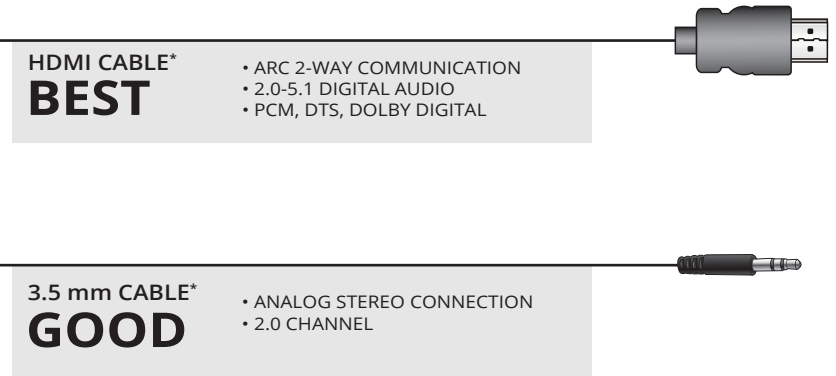 HDMI CABLE*
BEST
• ARC 2-WAY COMMUNICATION
• 2.0-5.1 DIGITAL AUDIO
• PCM, DTS, DOLBY DIGITAL
3.5 mm CABLE*
GOOD
• ANALOG STEREO CONNECTION
• 2.0 CHANNEL